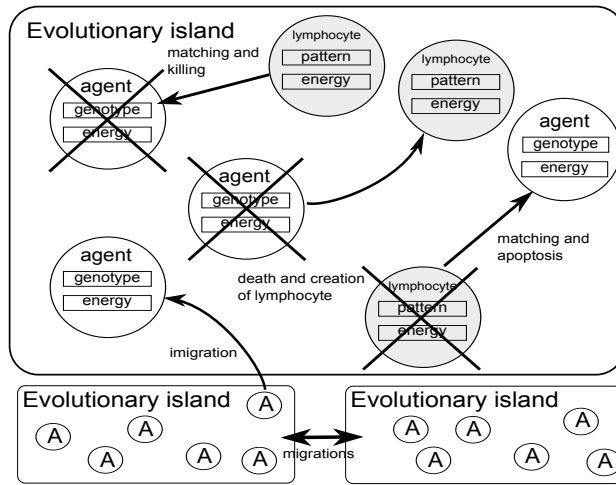 Evolutionary island
matching and
killing
lymphocyte
pattern
energy
lymphocyte
pattern
energy
agent
genotype
energy
agent
genotype
energy
agent
genotype
energy
matching and
apoptosis
death and creation
of lymphocyte
lymphocyte
pattern
energy
agent
genotype
energy
imigration
Evolutionary island
A
A
A
A
A
A
migrations
Evolutionary island
A
A
A
A
A
A